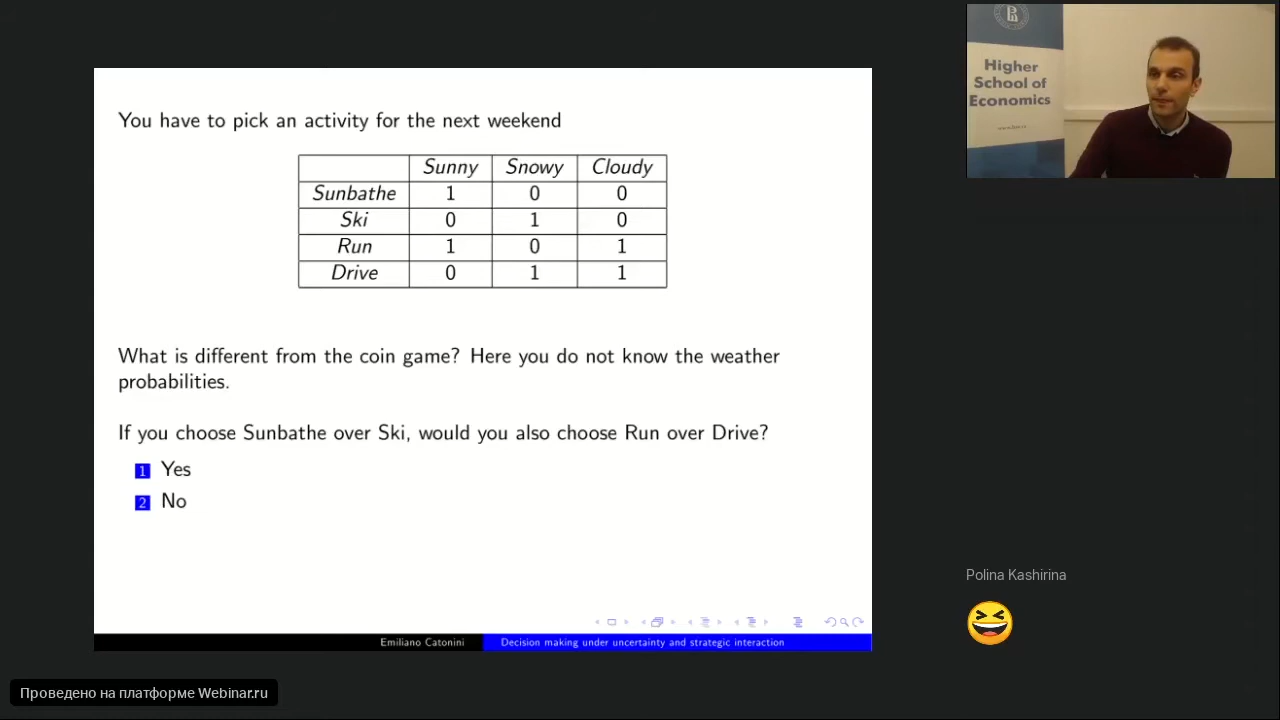 Higher
School of
Economics
You have to pick an activity for the next weekend
Sunny Snowy Cloudy
Sunbathe 1 0 0
Ski 0 1 0
Run 1 0 1
Drive 0 1 1
What is different from the coin game? Here you do not know the weather
probabilities.
If you choose Sunbathe over Ski, would you also choose Run over Drive?
1 Yes
2 No
Polina Kashirina
Emiliano Catonini Decision making under uncertainty and strategic interaction
Проведено на платформе Webinar.ru